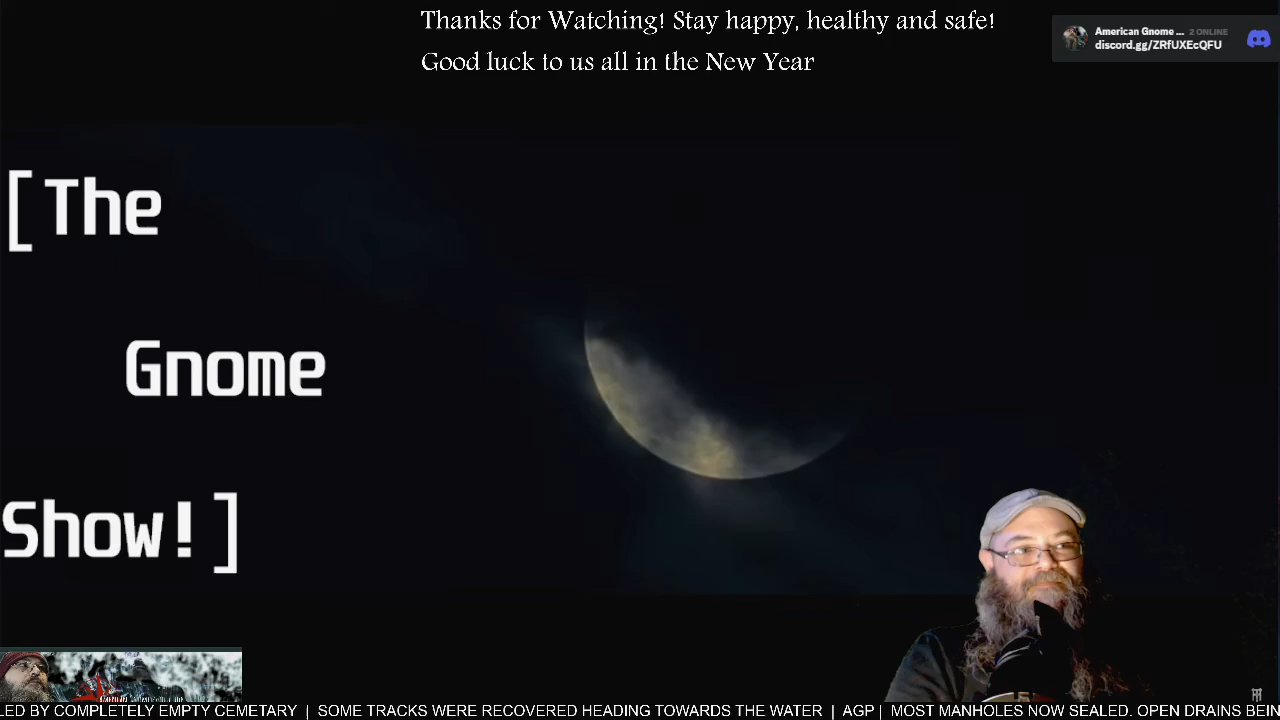 Thanks for Watching! Stay happy, healthy and safe!
Good luck to us all in the New Year
American Gnome ... 2 ONLINE
discord.gg/ZRfUXEcQFU
[The
Gnome
Show!]
LED BY COMPLETELY EMPTY CEMETARY | SOME TRACKS WERE RECOVERED HEADING TOWARDS THE WATER | AGP | MOST MANHOLES NOW SEALED. OPEN DRAINS BEIN